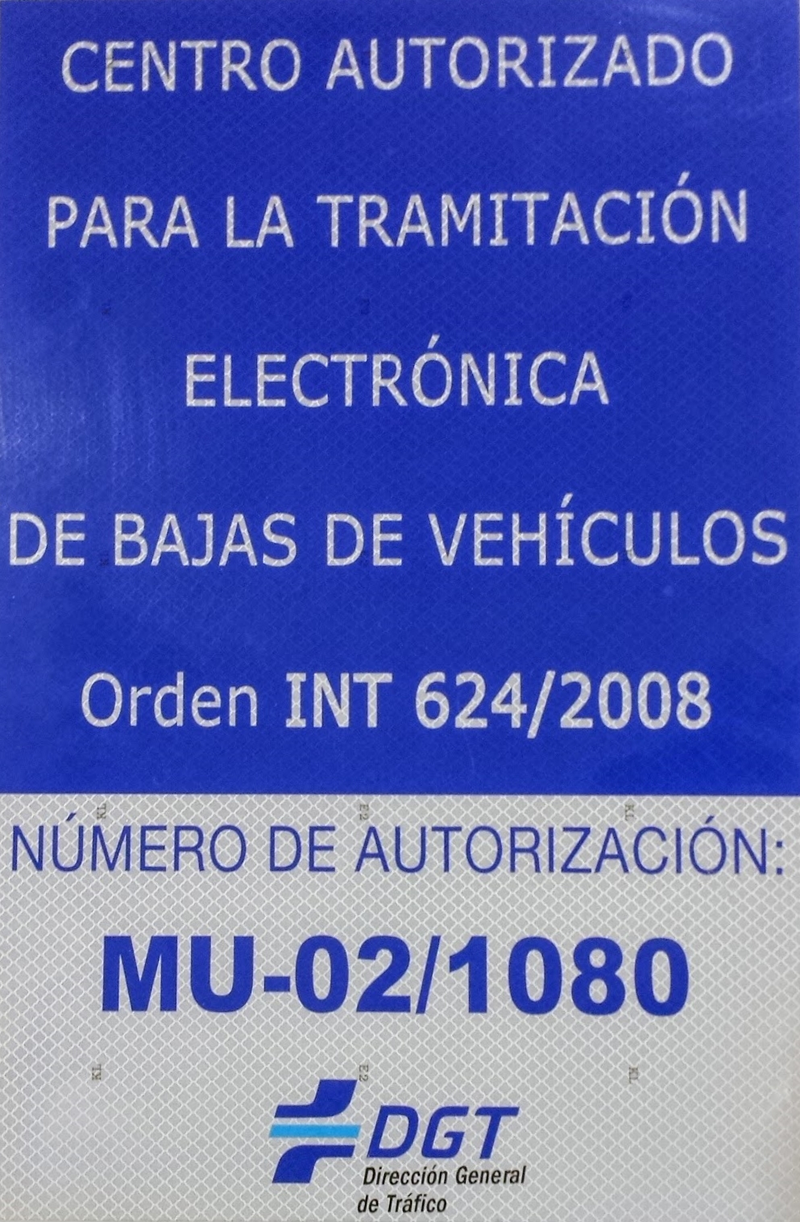 CENTRO AUTORIZADO
PARA LA TRAMITACIÓN
ELECTRÓNICA
DE BAJAS DE VEHÍCULOS
Orden INT 624/2008
NÚMERO DE AUTORIZACIÓN:
MU-02/1080
DGT
Dirección General
de Tráfico